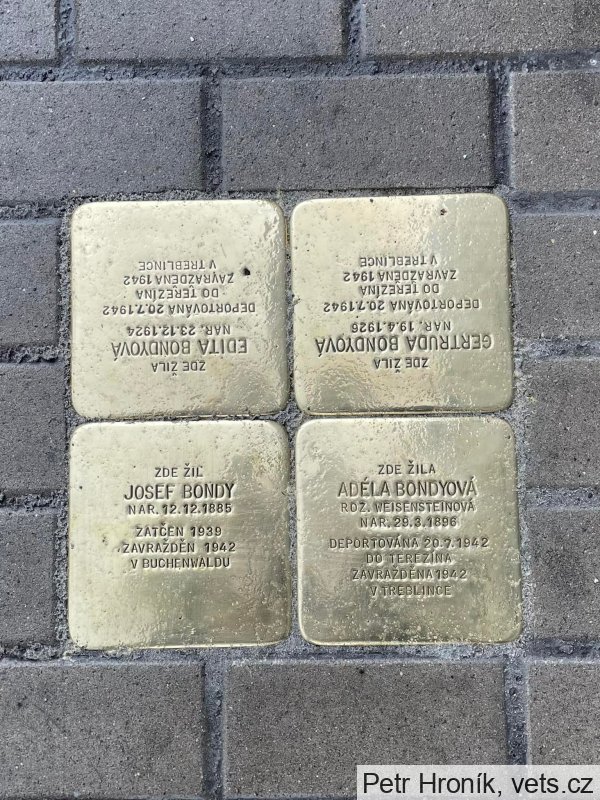 ZDE ŽILA
EDITA BONDYOVÁ
NAR. 23.12.1924
DEPORTOVÁNA 20.7.1942
DO TEREZÍNA
ZAVRAŽDĚNA 1942
V TREBLINCE
ZDE ŽILA
GERTRUDA BONDYOVÁ
NAR. 19.4.1926
DEPORTOVÁNA 20.7.1942
DO TEREZÍNA
ZAVRAŽDĚNA 1942
V TREBLINCE
ZDE ŽIL
JOSEF BONDY
NAR. 12.12.1885
ZATČEN 1939
ZAVRAŽDĚN 1942
V BUCHENWALDU
ZDE ŽILA
ADÉLA BONDYOVÁ
ROZ. WEISENSTEINOVÁ
NAR. 29.3.1896
DEPORTOVÁNA 20.7.1942
DO TEREZÍNA
ZAVRAŽDĚNA 1942
V TREBLINCE
Petr Hroník, vets.cz